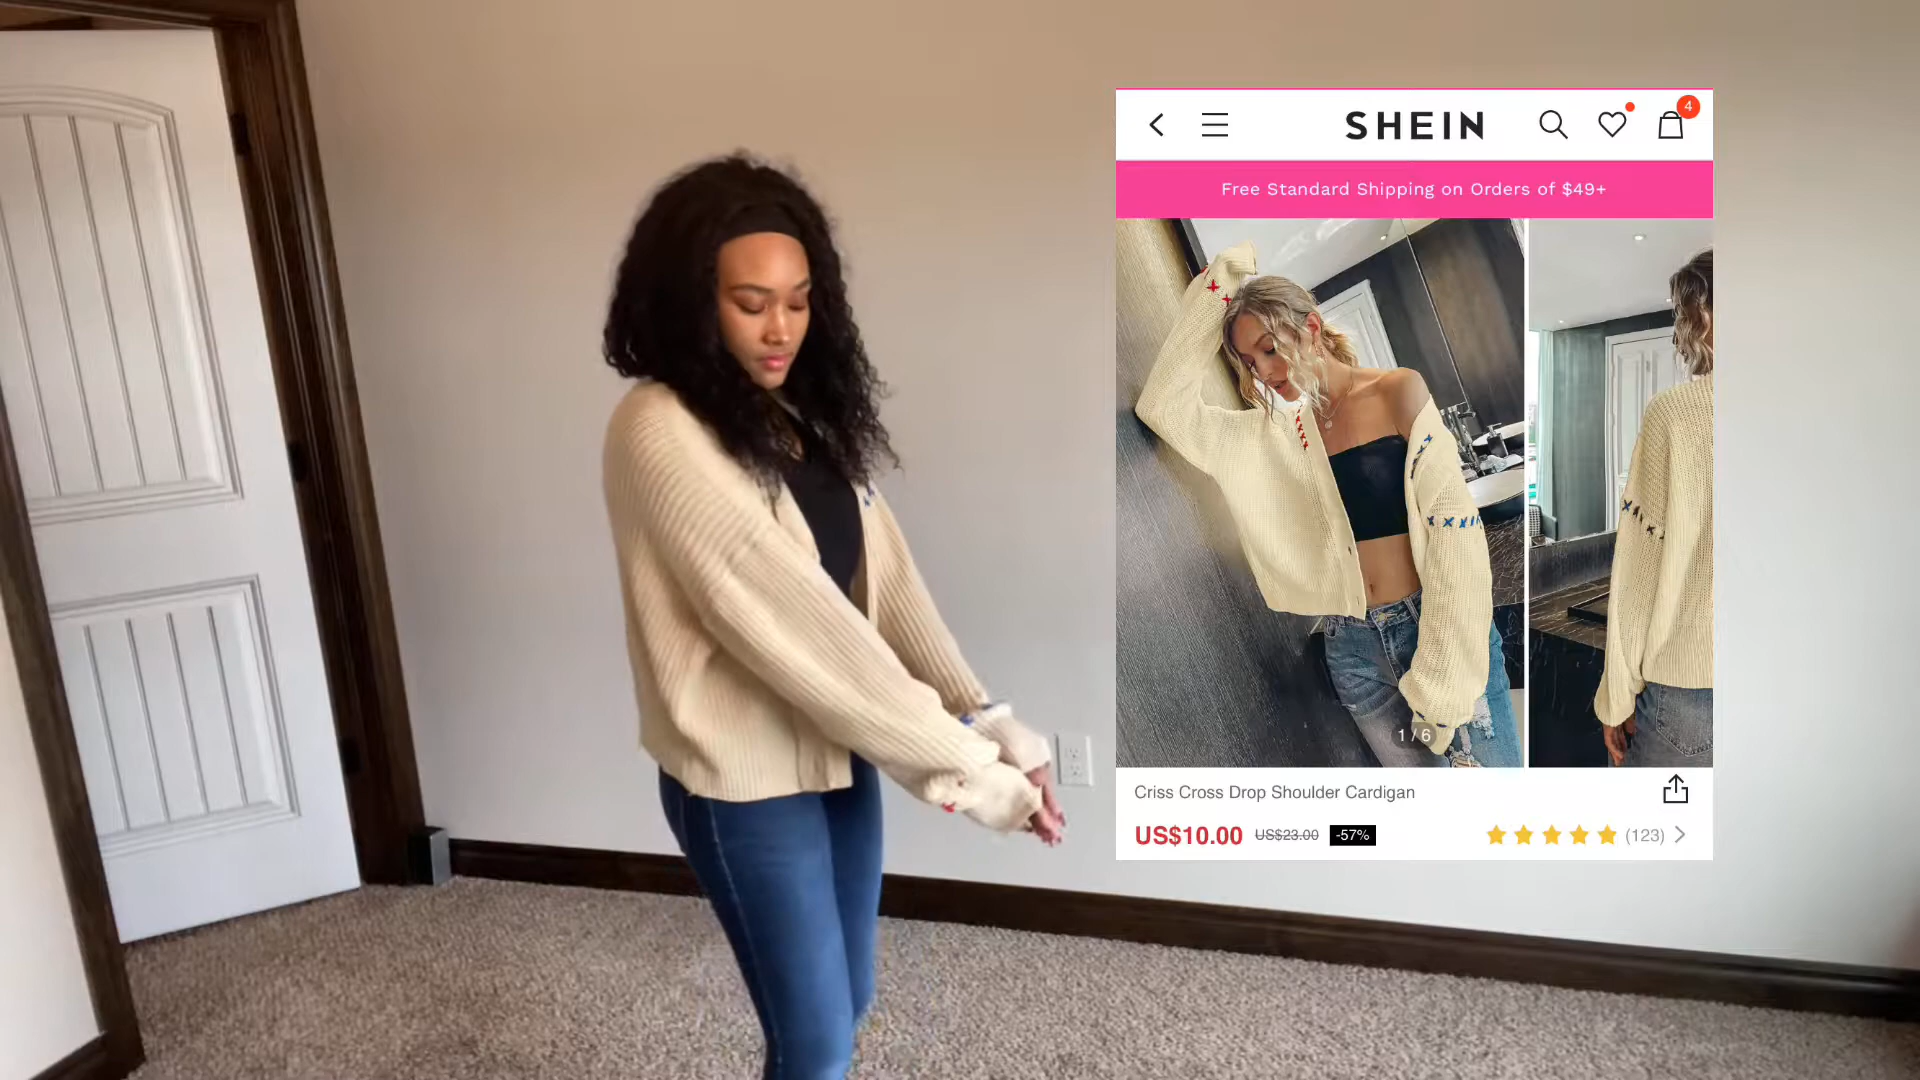 SHEIN
4
Free Standard Shipping on Orders of $49+
1 / 6
Criss Cross Drop Shoulder Cardigan
US$10.00 US$23.00 -57% (123)